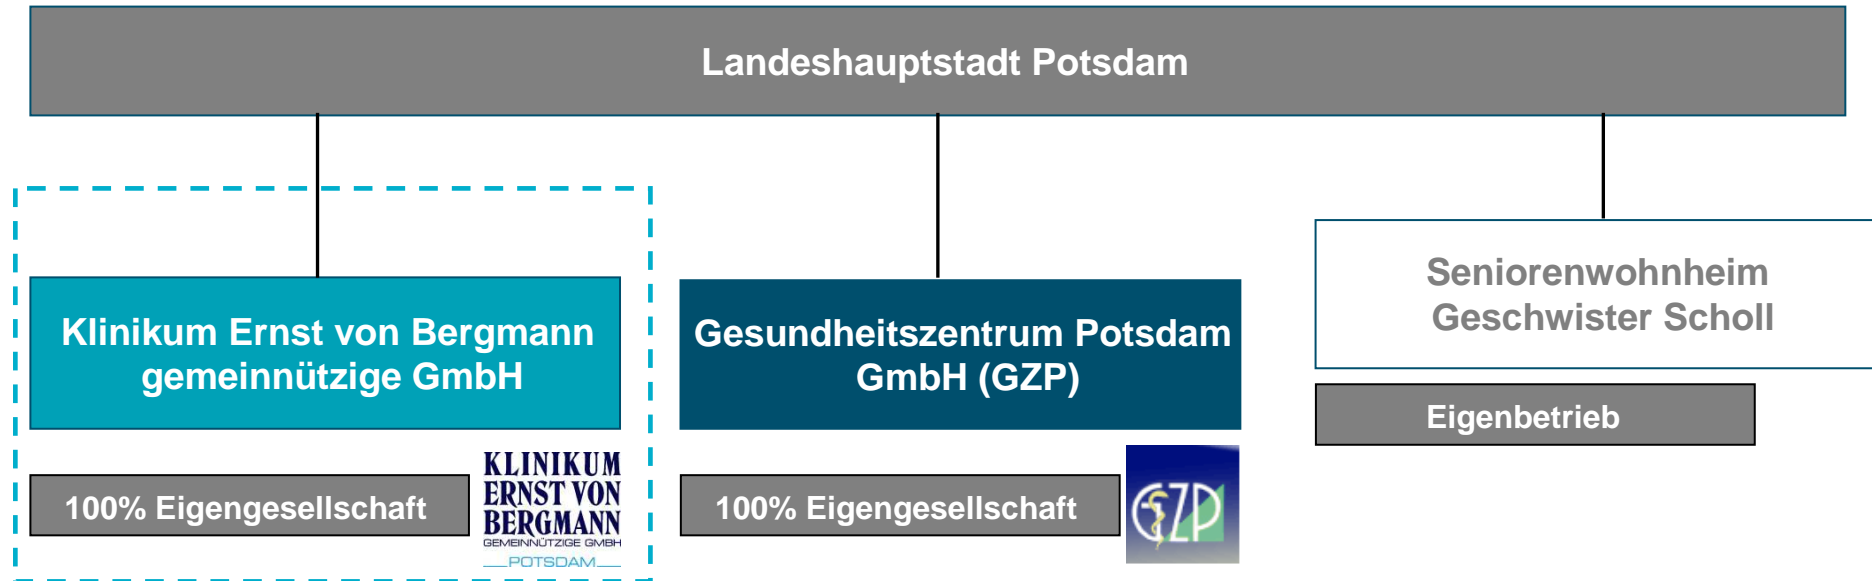 Landeshauptstadt Potsdam
Klinikum Ernst von Bergmann
gemeinnützige GmbH
Gesundheitszentrum Potsdam
GmbH (GZP)
Seniorenwohnheim
Geschwister Scholl
Eigenbetrieb
100% Eigengesellschaft
KLINIKUM
ERNST VON
BERGMANN
GEMEINNÜTZIGE GMBH
POTSDAM
100% Eigengesellschaft
GZP